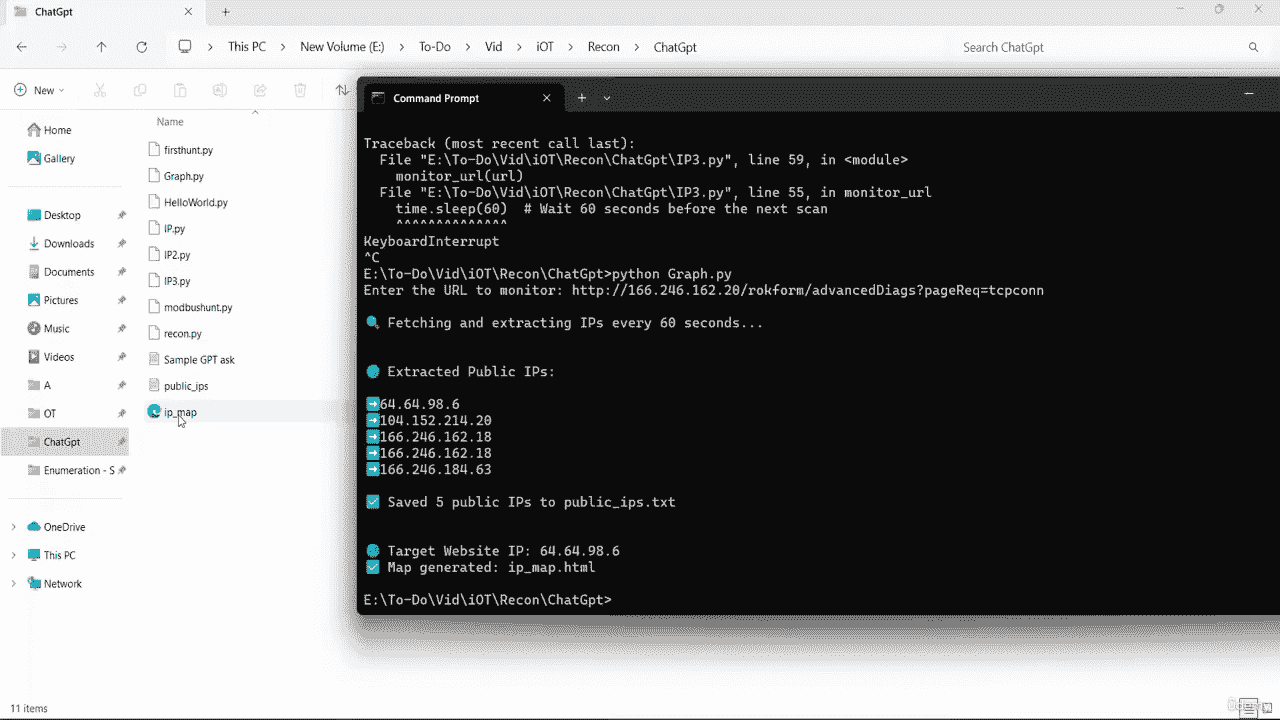 ChatGpt
This PC > New Volume (E:) > To-Do > Vid > iOT > Recon > ChatGpt
Search ChatGpt
New
Home
Gallery
Desktop
Downloads
Documents
Pictures
Music
Videos
A
OT
ChatGpt
Enumeration - S
OneDrive
This PC
Network
Name
firsthunt.py
Graph.py
HelloWorld.py
IP.py
IP2.py
IP3.py
modbushunt.py
recon.py
Sample GPT ask
public_ips
ip_map
11 items
Command Prompt
Traceback (most recent call last):
File "E:\To-Do\Vid\iOT\Recon\ChatGpt\IP3.py", line 59, in <module>
monitor_url(url)
File "E:\To-Do\Vid\iOT\Recon\ChatGpt\IP3.py", line 55, in monitor_url
time.sleep(60)  # Wait 60 seconds before the next scan
^^^^^^^^^^^^^^
KeyboardInterrupt
^C
E:\To-Do\Vid\iOT\Recon\ChatGpt>python Graph.py
Enter the URL to monitor: http://166.246.162.20/rokform/advancedDiags?pageReq=tcpconn
Fetching and extracting IPs every 60 seconds...
Extracted Public IPs:
64.64.98.6
104.152.214.20
166.246.162.18
166.246.162.18
166.246.184.63
Saved 5 public IPs to public_ips.txt
Target Website IP: 64.64.98.6
Map generated: ip_map.html
E:\To-Do\Vid\iOT\Recon\ChatGpt>